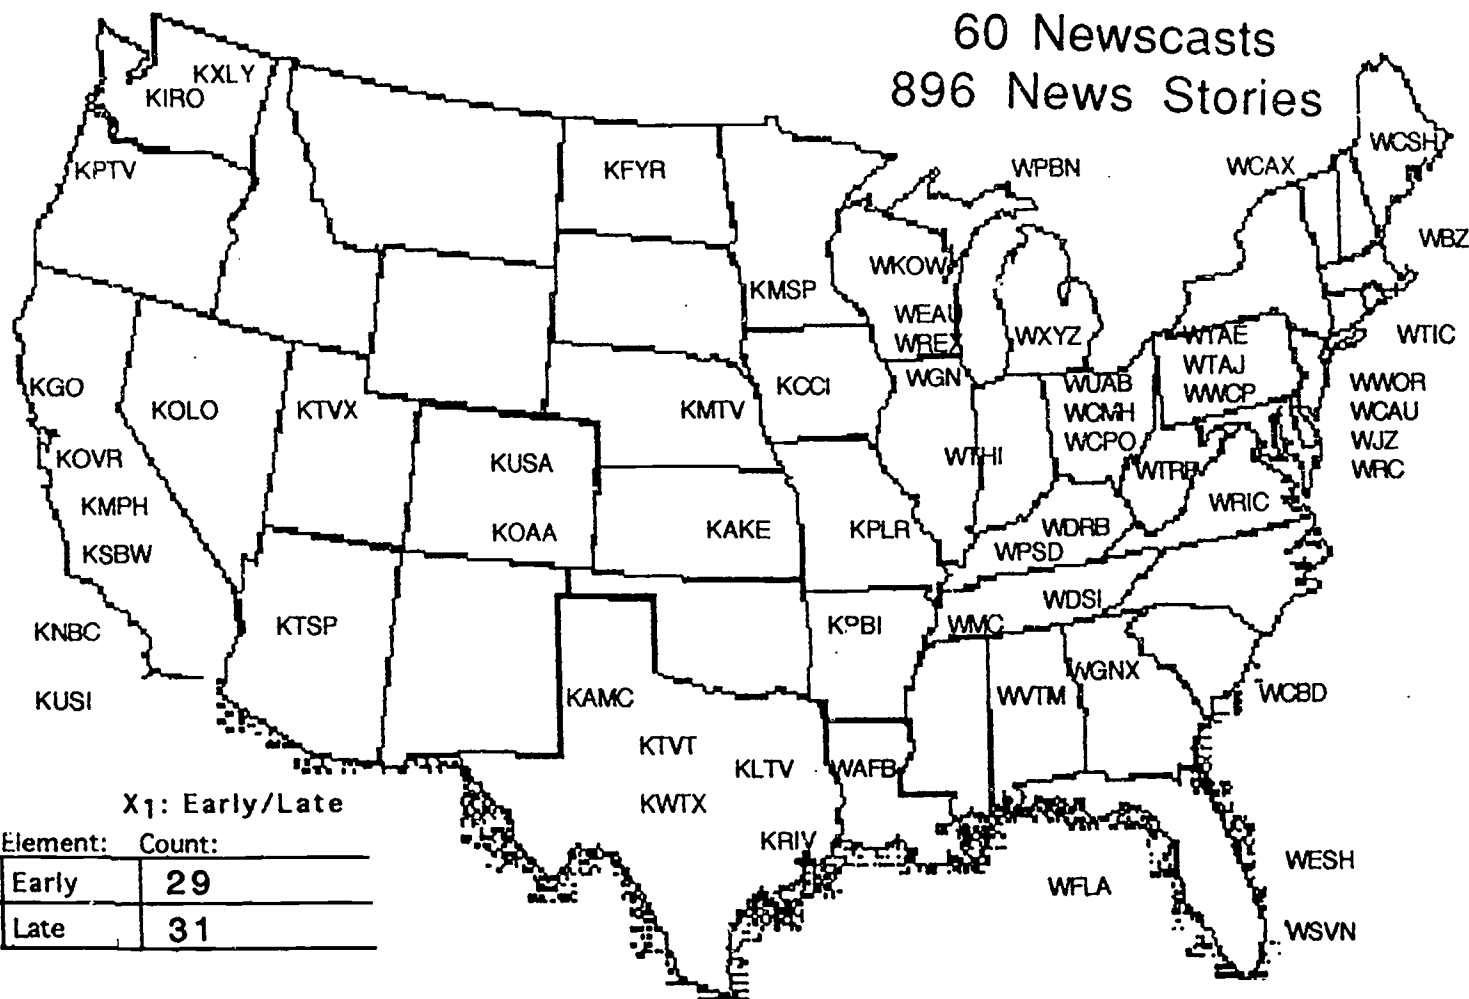 60 Newscasts
896 News Stories
KXLY
KIRO
KPTV
KFYR
WPBN
WCAX
WCSH
WBZ
WKOW
KMSP
WEAU
WREX
WXYZ
WTAE
WTIC
WTAJ
WGN
WUAB
WWCP
WWOR
KGO
KOLO
KTVX
KMTV
KCCI
WCMH
WCAU
WCPO
WJZ
KOVR
KUSA
WTHI
WRC
KMPH
WRIC
KOAA
KAKE
KPLR
WDRB
KSBW
WPSD
WDSI
KNBC
KTSP
KPBI
WMC
KUSI
KAMC
WVTM
WGNX
WCBD
KTVT
KLTV
WAFB
KWTX
KRIV
X1: Early/Late
Element: Count:
Early 29
Late 31
WFLA
WESH
WSVN